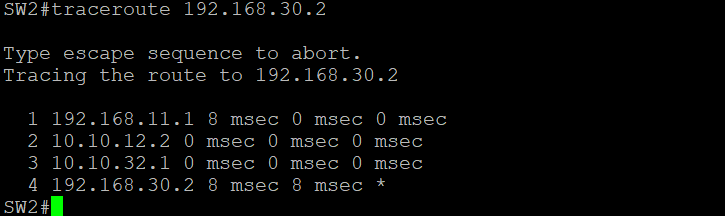 SW2#traceroute 192.168.30.2
Type escape sequence to abort.
Tracing the route to 192.168.30.2
1 192.168.11.1 8 msec 0 msec 0 msec
2 10.10.12.2 0 msec 0 msec 0 msec
3 10.10.32.1 0 msec 0 msec 0 msec
4 192.168.30.2 8 msec 8 msec *
SW2#